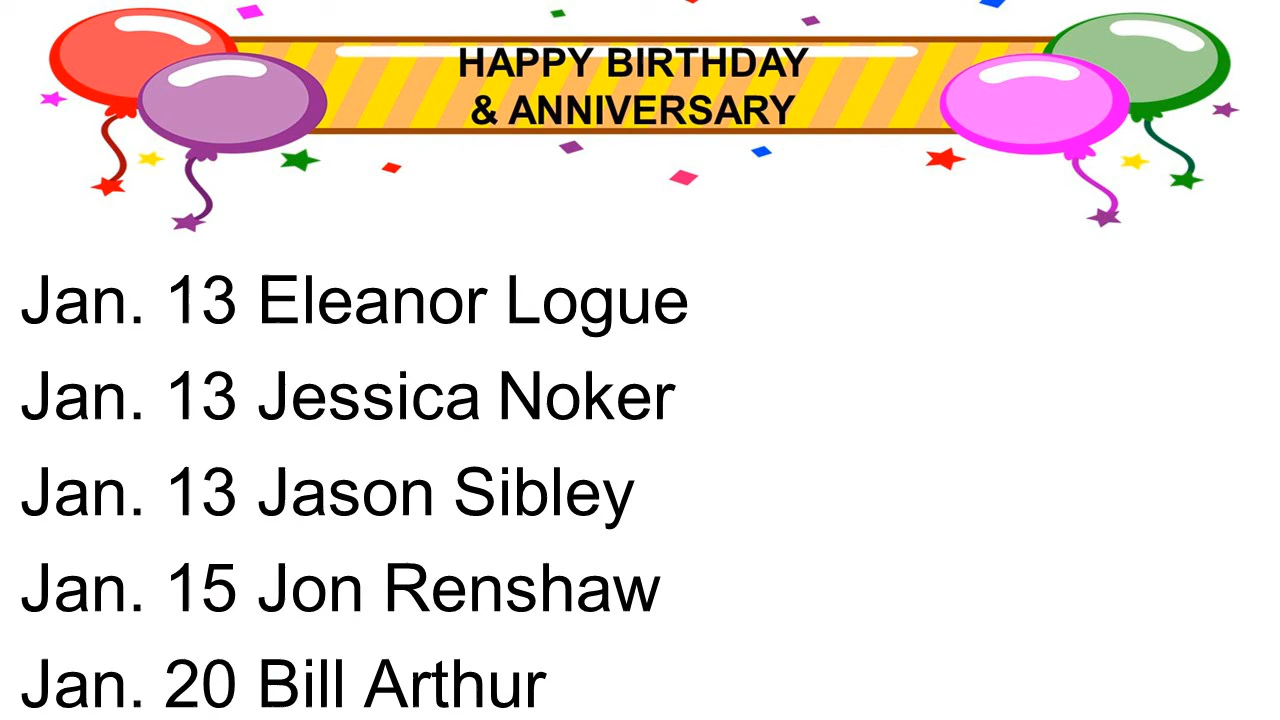 HAPPY BIRTHDAY
& ANNIVERSARY
Jan. 13 Eleanor Logue
Jan. 13 Jessica Noker
Jan. 13 Jason Sibley
Jan. 15 Jon Renshaw
Jan. 20 Bill Arthur